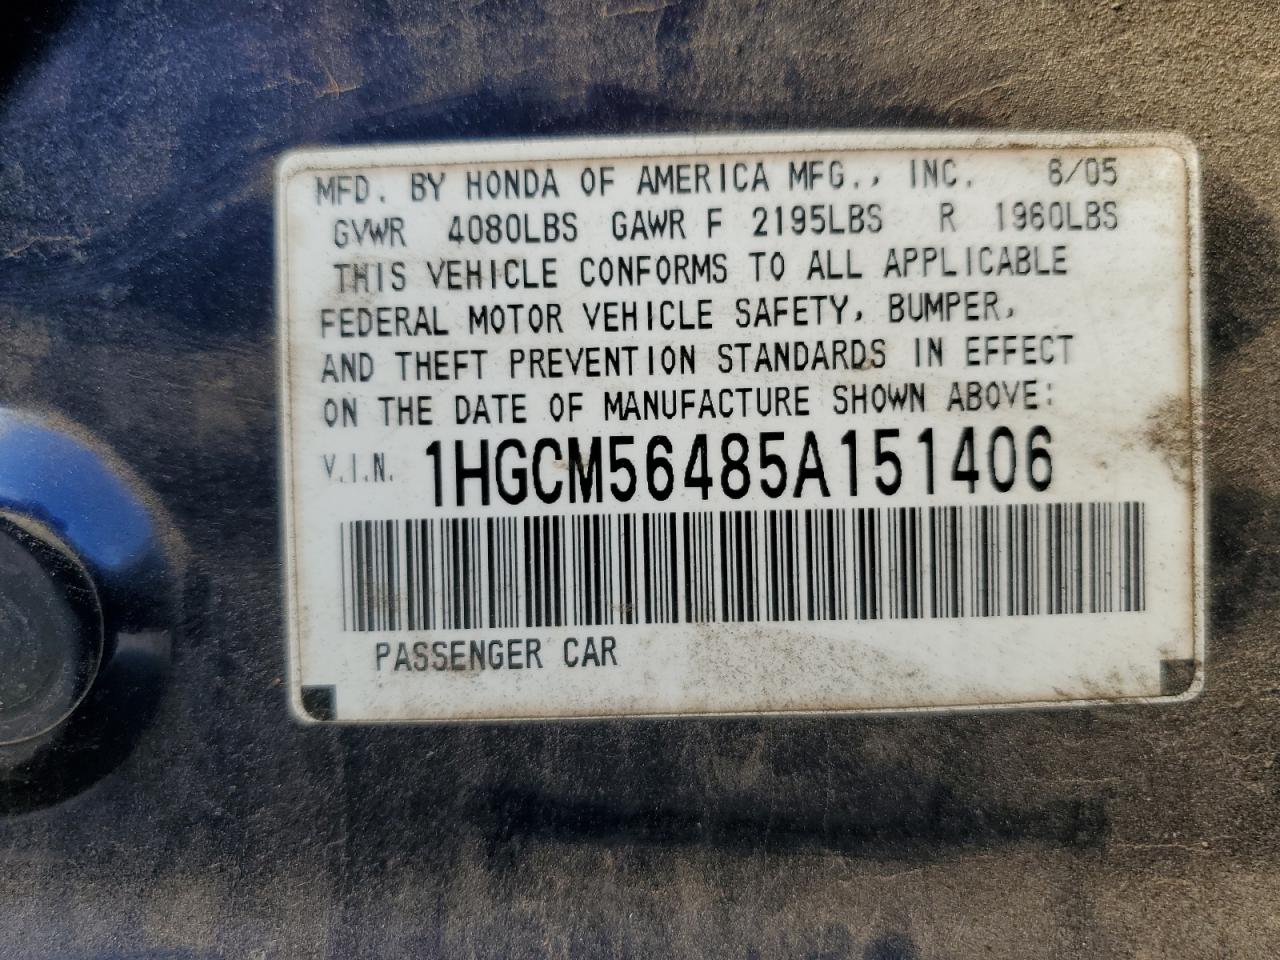 MFD. BY HONDA OF AMERICA MFG., INC. 6/05
GVWR 4080LBS GAWR F 2195LBS R 1960LBS
THIS VEHICLE CONFORMS TO ALL APPLICABLE
FEDERAL MOTOR VEHICLE SAFETY, BUMPER,
AND THEFT PREVENTION STANDARDS IN EFFECT
ON THE DATE OF MANUFACTURE SHOWN ABOVE:
V.I.N. 1HGCM56485A151406
PASSENGER CAR